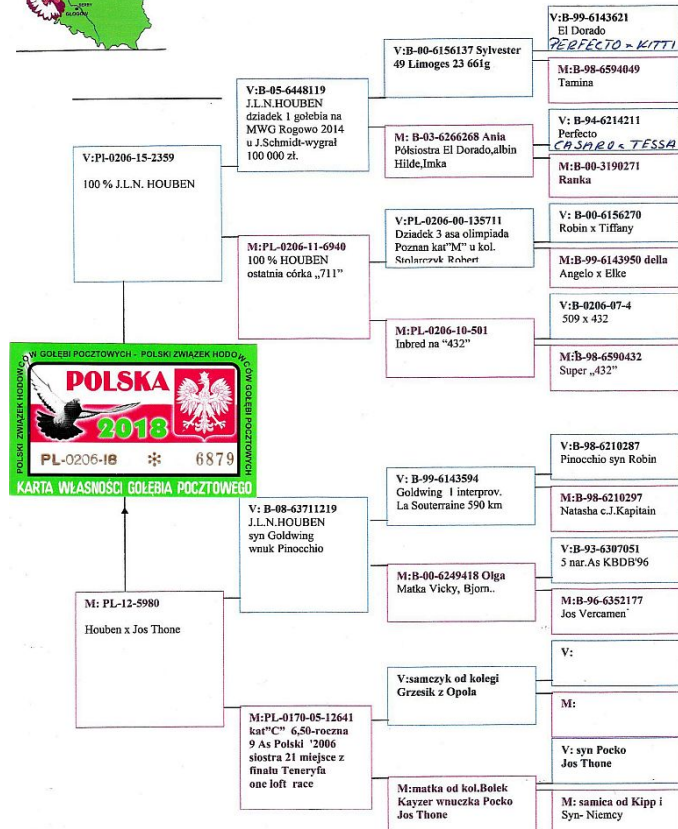 SERBY
GŁOGÓW
V:B-99-6143621
El Dorado
PERFECTO x KITTI
V:B-00-6156137 Sylvester
49 Limoges 23 661g
M:B-98-6594049
Tamina
V:B-05-6448119
J.L.N.HOUBEN
dziadek 1 gołebia na
MWG Rogowo 2014
u J.Schmidt-wygrał
100 000 zł.
V: B-94-6214211
Perfecto
CASARO x TESSA
M: B-03-6266268 Ania
Półsiostra El Dorado,albin
Hilde,Imka
M:B-00-3190271
Ranka
V:Pl-0206-15-2359
100 % J.L.N. HOUBEN
V:PL-0206-00-135711
Dziadek 3 asa olimpiada
Poznan kat"M" u kol.
Stolarczyk Robert
V: B-00-6156270
Robin x Tiffany
M:PL-0206-11-6940
100 % HOUBEN
ostatnia córka „711”
M:B-99-6143950 della
Angelo x Elke
V:B-0206-07-4
509 x 432
M:PL-0206-10-501
Inbred na “432”
M:B-98-6590432
Super „432”
POLSKI ZWIĄZEK HODOWCÓW GOŁĘBI POCZTOWYCH - POLSKI ZWIĄZEK HODOWCÓW GOŁĘBI POCZTOWYCH
POLSKA
2018
PL-0206-18 * 6879
KARTA WŁASNOŚCI GOŁĘBIA POCZTOWEGO
V:B-98-6210287
Pinocchio syn Robin
V: B-99-6143594
Goldwing I interprov.
La Souterraine 590 km
M:B-98-6210297
Natasha c.J.Kapitain
V: B-08-63711219
J.L.N.HOUBEN
syn Goldwing
wnuk Pinocchio
V:B-93-6307051
5 nar.As KBDB'96
M:B-00-6249418 Olga
Matka Vicky, Bjorn..
M:B-96-6352177
Jos Vercamen
M: PL-12-5980
Houben x Jos Thone
V:
V:samczyk od kolegi
Grzesik z Opola
M:
M:PL-0170-05-12641
kat"C" 6,50-roczna
9 As Polski '2006
siostra 21 miejsce z
finału Teneryfa
one loft race
V: syn Pocko
Jos Thone
M:matka od kol.Bolek
Kayzer wnuczka Pocko
Jos Thone
M: samica od Kipp i
Syn- Niemcy